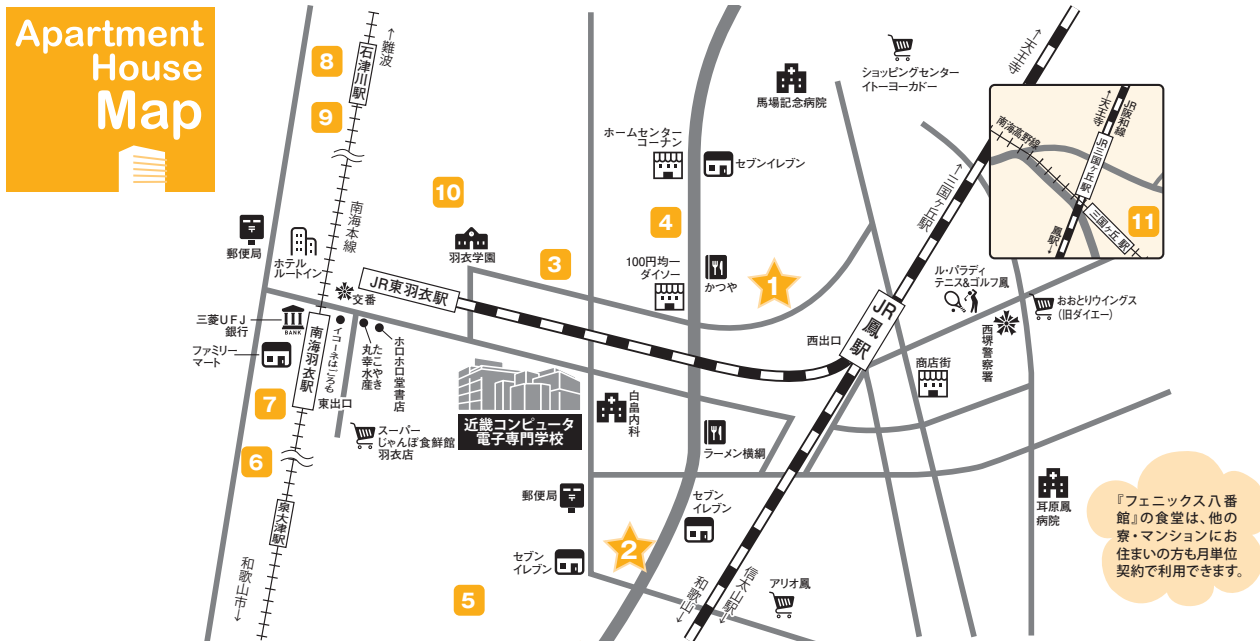 Apartment
House
Map
8
9
10
3
4
1
11
7
6
5
2
←難波
石津川駅
南海本線
郵便局
ホテル
ルートイン
交番
JR東羽衣駅
羽衣学園
三菱UFJ
銀行
BANK
ファミリー
マート
南海羽衣駅
イコーネはごろも
たこやき
丸幸水産
ホロホロ堂書店
東出口
スーパー
じゃんぼ食鮮館
羽衣店
近畿コンピュータ
電子専門学校
泉大津駅
和歌山市→
ホームセンター
コーナン
セブンイレブン
100円均一
ダイソー
かつや
馬場記念病院
ショッピングセンター
イトーヨーカドー
←天王寺
←三国ヶ丘駅
JR鳳駅
西出口
ル・パラディ
テニス&ゴルフ鳳
おおとりウイングス
(旧ダイエー)
西堺警察署
商店街
白畠内科
ラーメン横綱
郵便局
セブン
イレブン
セブン
イレブン
アリオ鳳
和歌山→
信太山駅→
耳原鳳
病院
南海高野線
JR阪和線
←天王寺
JR三国ヶ丘駅
三国ヶ丘駅
鳳駅→
『フェニックス八番
館』の食堂は、他の
寮・マンションにお
住まいの方も月単位
契約で利用できます。